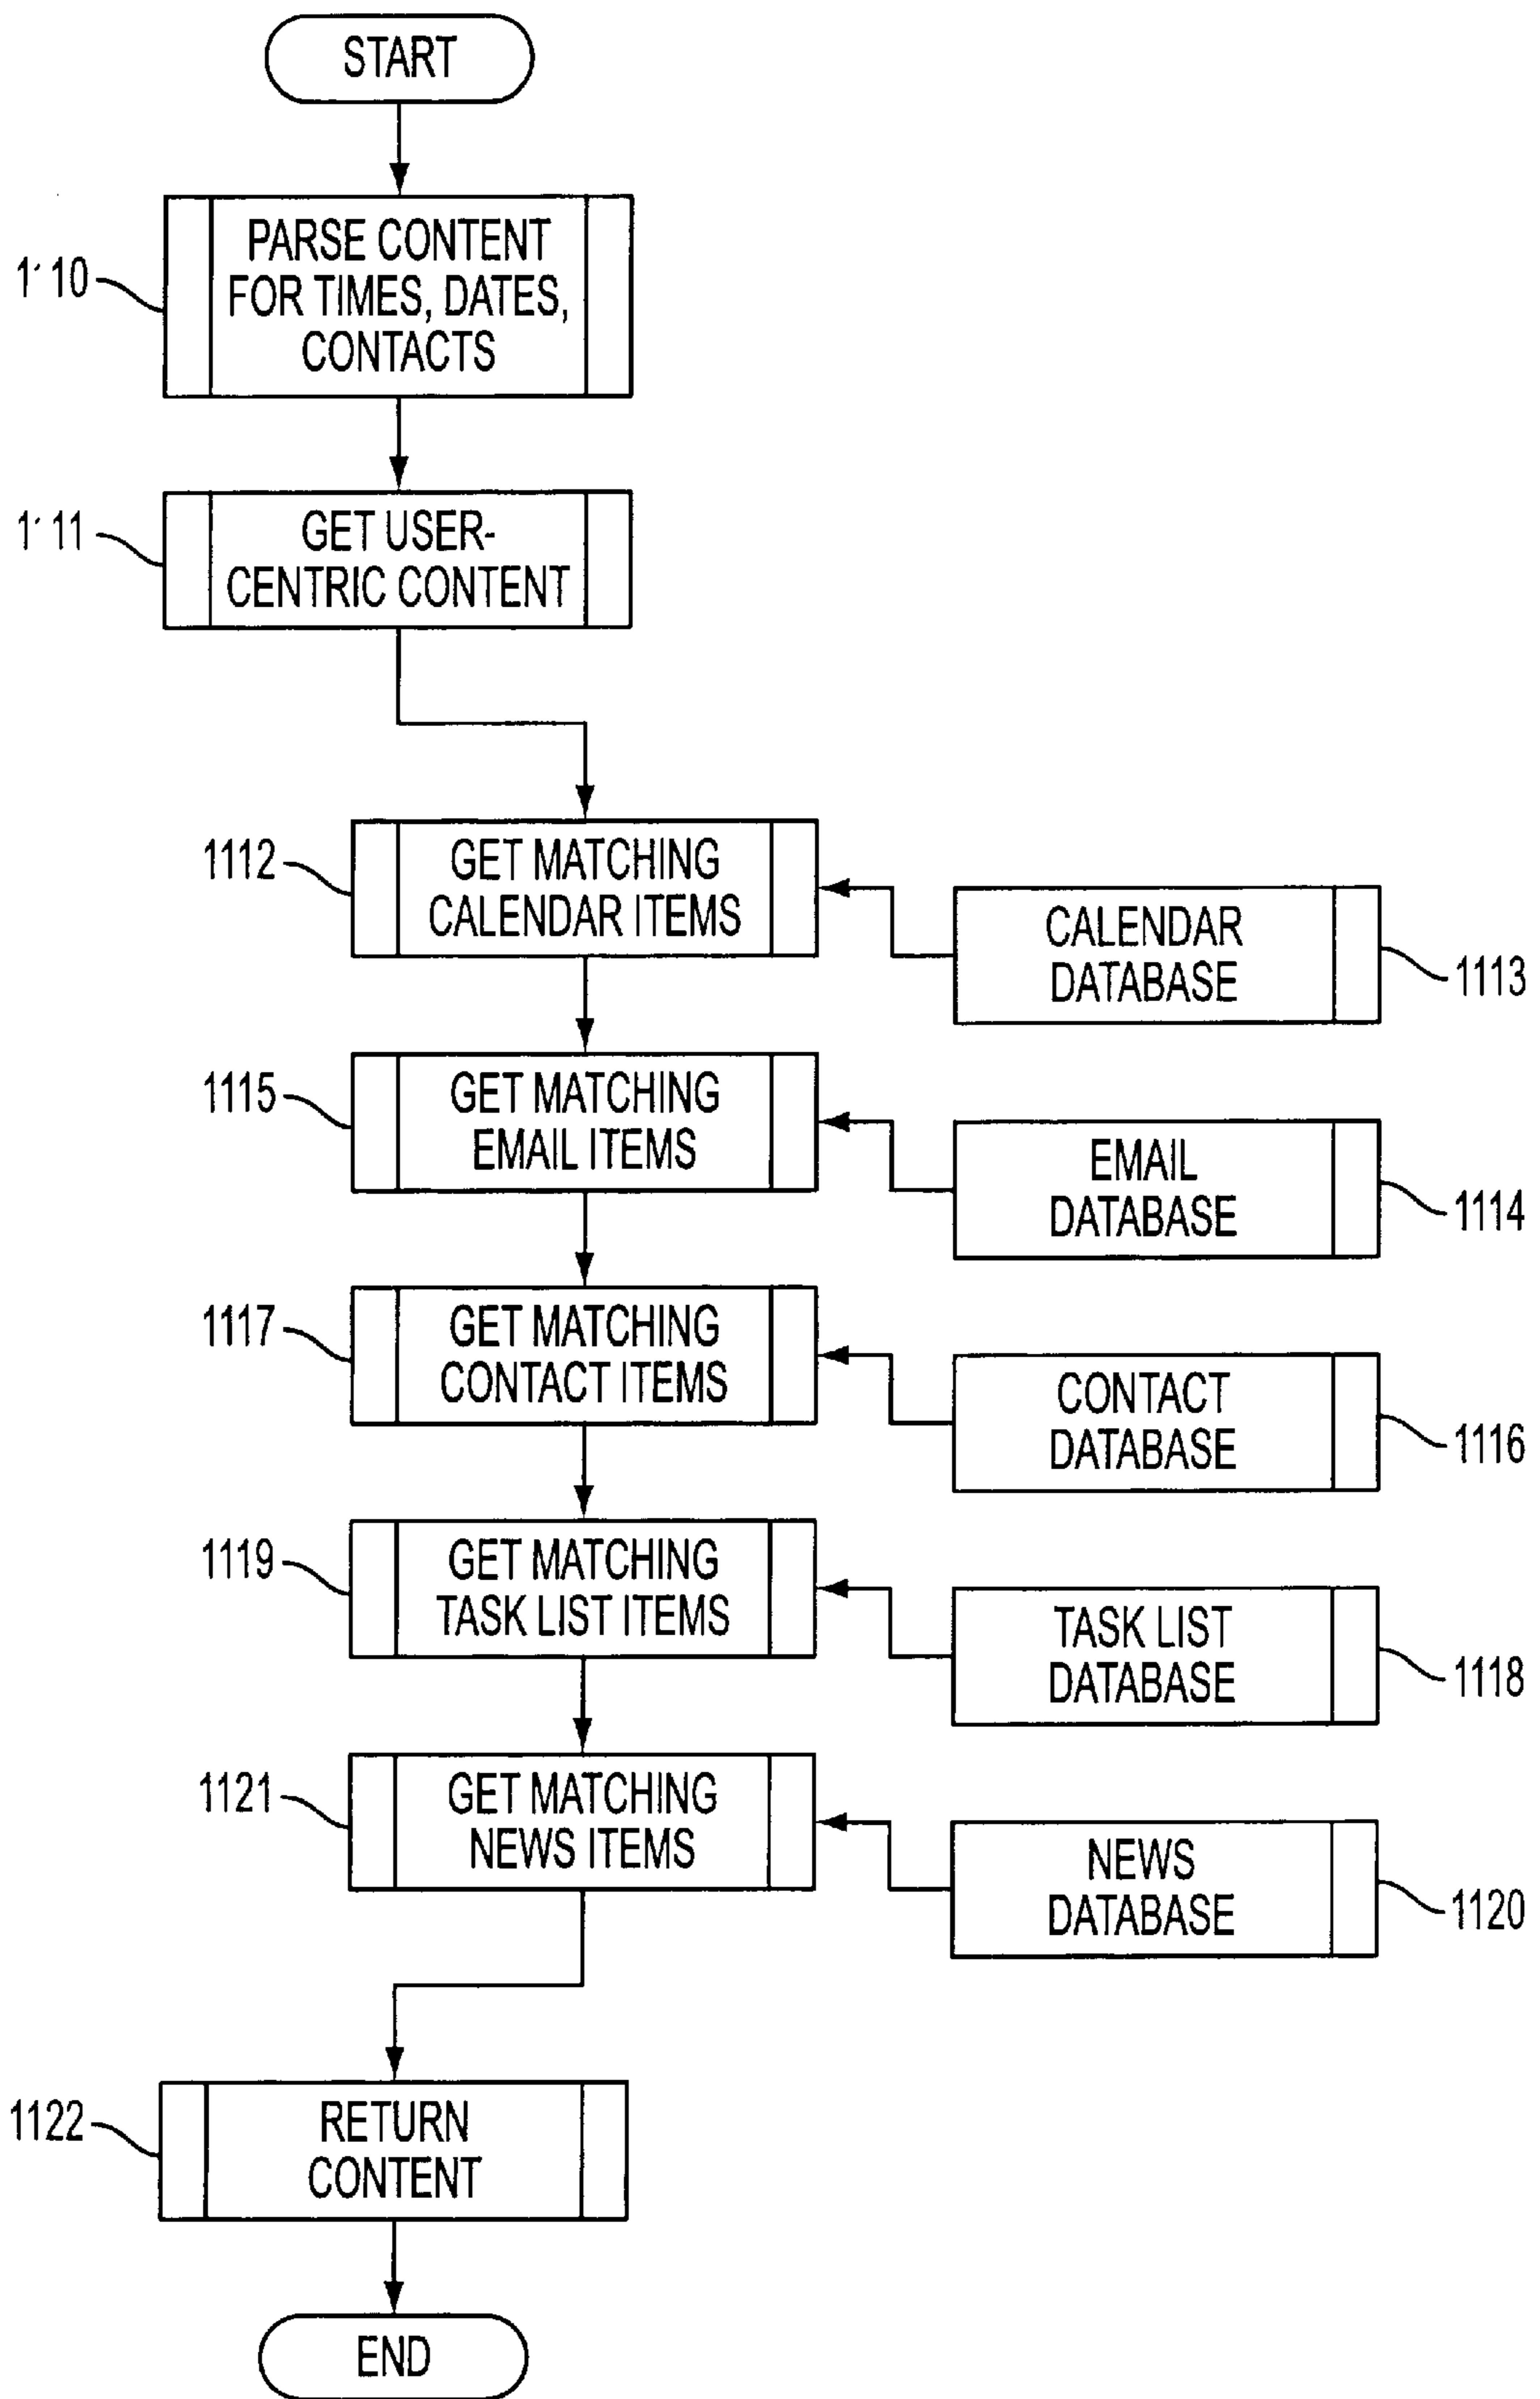 START
PARSE CONTENT
FOR TIMES, DATES,
CONTACTS
1110
GET USER-
CENTRIC CONTENT
1111
GET MATCHING
CALENDAR ITEMS
1112
CALENDAR
DATABASE
1113
GET MATCHING
EMAIL ITEMS
1115
EMAIL
DATABASE
1114
GET MATCHING
CONTACT ITEMS
1117
CONTACT
DATABASE
1116
GET MATCHING
TASK LIST ITEMS
1119
TASK LIST
DATABASE
1118
GET MATCHING
NEWS ITEMS
1121
NEWS
DATABASE
1120
RETURN
CONTENT
1122
END